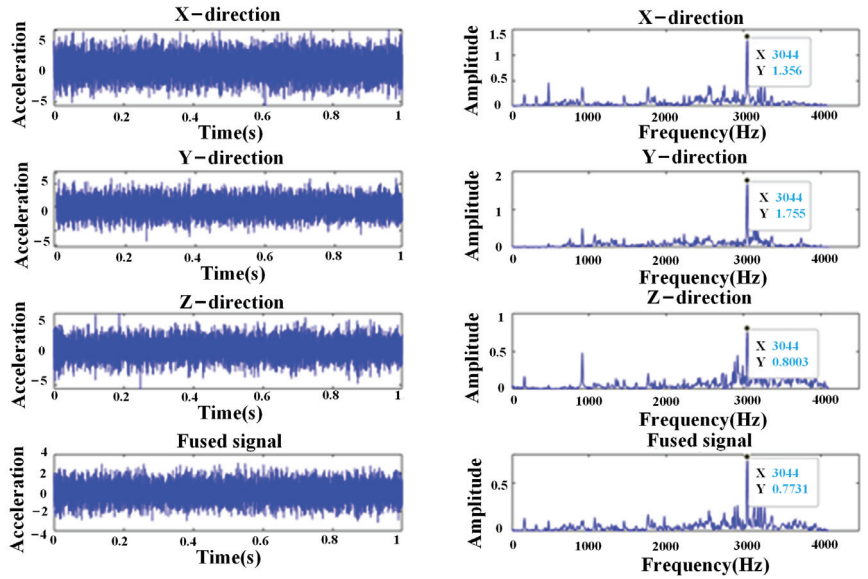 X−direction
Acceleration
5
0
−5
0
0.2
0.4
0.6
0.8
1
Time(s)
X−direction
Amplitude
1.5
1
0.5
0
X 3044
Y 1.356
0
1000
2000
3000
4000
Frequency(Hz)
Y−direction
Acceleration
5
0
−5
0
0.2
0.4
0.6
0.8
1
Time(s)
Y−direction
Amplitude
2
1
0
X 3044
Y 1.755
0
1000
2000
3000
4000
Frequency(Hz)
Z−direction
Acceleration
5
0
−5
0
0.2
0.4
0.6
0.8
1
Time(s)
Z−direction
Amplitude
1
0.5
0
X 3044
Y 0.8003
0
1000
2000
3000
4000
Frequency(Hz)
Fused signal
Acceleration
4
2
0
−2
−4
0
0.2
0.4
0.6
0.8
1
Time(s)
Fused signal
Amplitude
0.5
0
X 3044
Y 0.7731
0
1000
2000
3000
4000
Frequency(Hz)